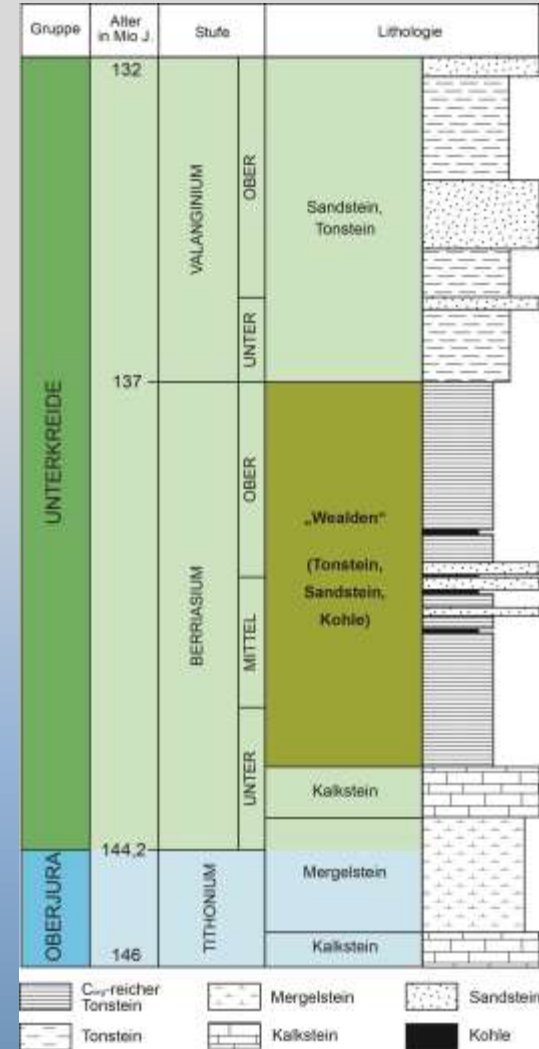 Gruppe
Alter
in Mio J.
Stufe
Lithologie
UNTERKREIDE
OBERJURA
132
137
144,2
146
VALANGINIUM
BERRIASIUM
TITHONIUM
OBER
UNTER
OBER
MITTEL
UNTER
Sandstein,
Tonstein
„Wealden“
(Tonstein,
Sandstein,
Kohle)
Kalkstein
Mergelstein
Kalkstein
Corg-reicher
Tonstein
Mergelstein
Sandstein
Tonstein
Kalkstein
Kohle